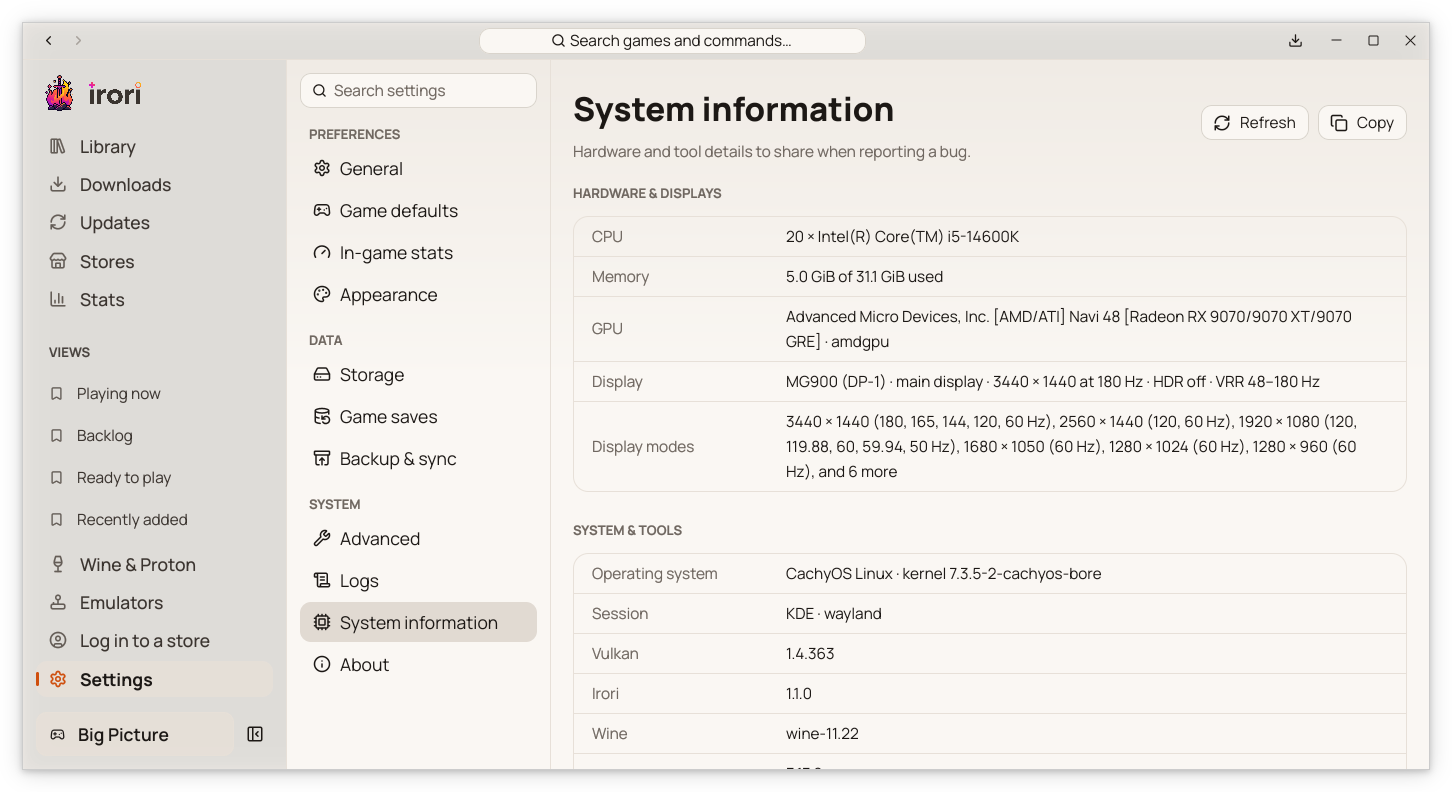 Search games and commands...
irori
Library
Downloads
Updates
Stores
Stats
VIEWS
Playing now
Backlog
Ready to play
Recently added
Wine & Proton
Emulators
Log in to a store
Settings
Big Picture
Search settings
PREFERENCES
General
Game defaults
In-game stats
Appearance
DATA
Storage
Game saves
Backup & sync
SYSTEM
Advanced
Logs
System information
About
System information
Refresh
Copy
Hardware and tool details to share when reporting a bug.
HARDWARE & DISPLAYS
CPU
20 × Intel(R) Core(TM) i5-14600K
Memory
5.0 GiB of 31.1 GiB used
GPU
Advanced Micro Devices, Inc. [AMD/ATI] Navi 48 [Radeon RX 9070/9070 XT/9070
GRE] · amdgpu
Display
MG900 (DP-1) · main display · 3440 × 1440 at 180 Hz · HDR off · VRR 48–180 Hz
Display modes
3440 × 1440 (180, 165, 144, 120, 60 Hz), 2560 × 1440 (120, 60 Hz), 1920 × 1080 (120,
119.88, 60, 59.94, 50 Hz), 1680 × 1050 (60 Hz), 1280 × 1024 (60 Hz), 1280 × 960 (60
Hz), and 6 more
SYSTEM & TOOLS
Operating system
CachyOS Linux · kernel 7.3.5-2-cachyos-bore
Session
KDE · wayland
Vulkan
1.4.363
Irori
1.1.0
Wine
wine-11.22